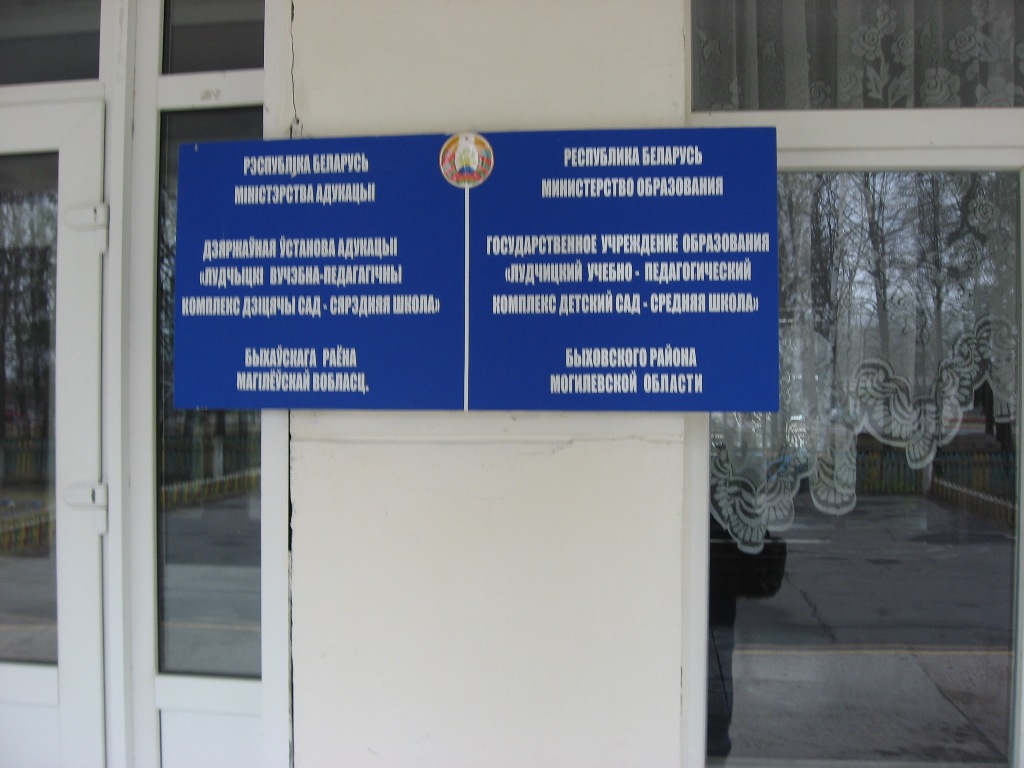 РЭСПУБЛІКА БЕЛАРУСЬ
МІНІСТЭРСТВА АДУКАЦЫІ
ДЗЯРЖАЎНАЯ ЎСТАНОВА АДУКАЦЫІ
«ЛУДЧЫЦКІ ВУЧЭБНА-ПЕДАГАГІЧНЫ
КОМПЛЕКС ДЗІЦЯЧЫ САД - СЯРЭДНЯЯ ШКОЛА»
БЫХАЎСКАГА РАЁНА
МАГІЛЁЎСКАЙ ВОБЛАСЦ.
РЕСПУБЛИКА БЕЛАРУСЬ
МИНИСТЕРСТВО ОБРАЗОВАНИЯ
ГОСУДАРСТВЕННОЕ УЧРЕЖДЕНИЕ ОБРАЗОВАНИЯ
«ЛУДЧИЦКИЙ УЧЕБНО - ПЕДАГОГИЧЕСКИЙ
КОМПЛЕКС ДЕТСКИЙ САД - СРЕДНЯЯ ШКОЛА»
БЫХОВСКОГО РАЙОНА
МОГИЛЕВСКОЙ ОБЛАСТИ